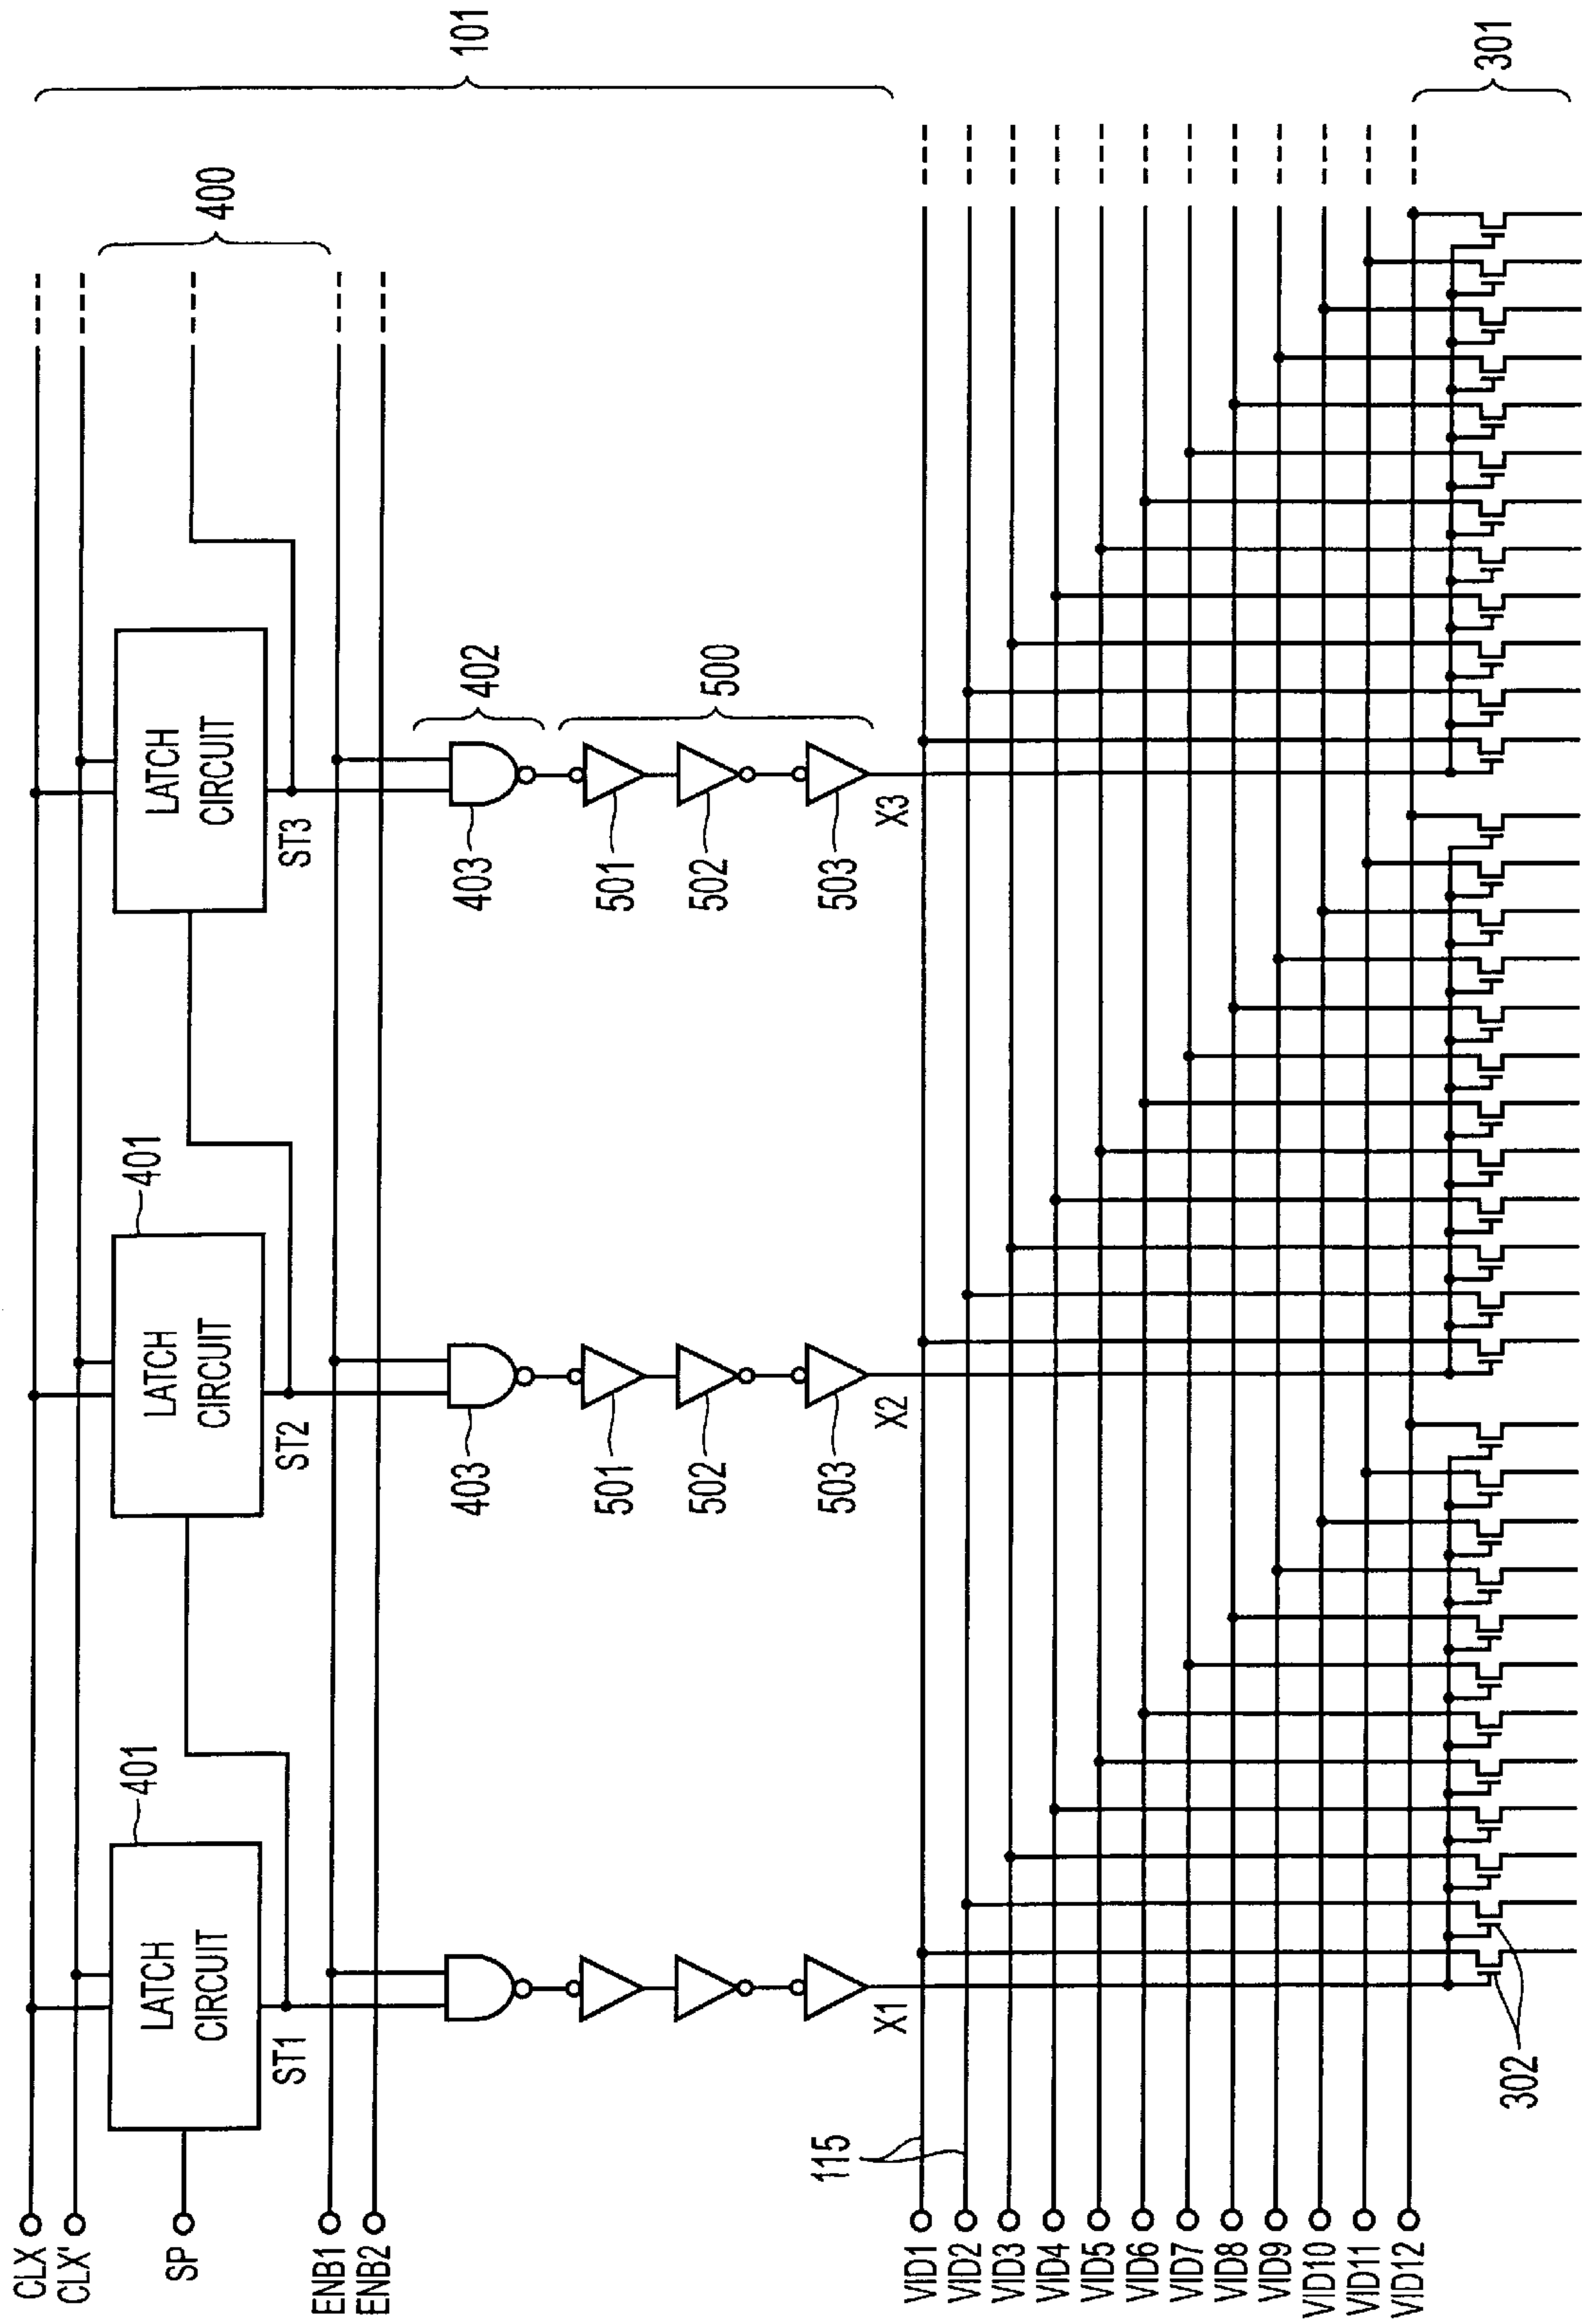 CLX
CLX'
SP
ENB1
ENB2
LATCH
CIRCUIT
401
ST1
LATCH
CIRCUIT
401
ST2
LATCH
CIRCUIT
ST3
400
101
403
501
502
503
403
501
502
503
402
500
X1
X2
X3
115
VID1
VID2
VID3
VID4
VID5
VID6
VID7
VID8
VID9
VID10
VID11
VID12
302
301